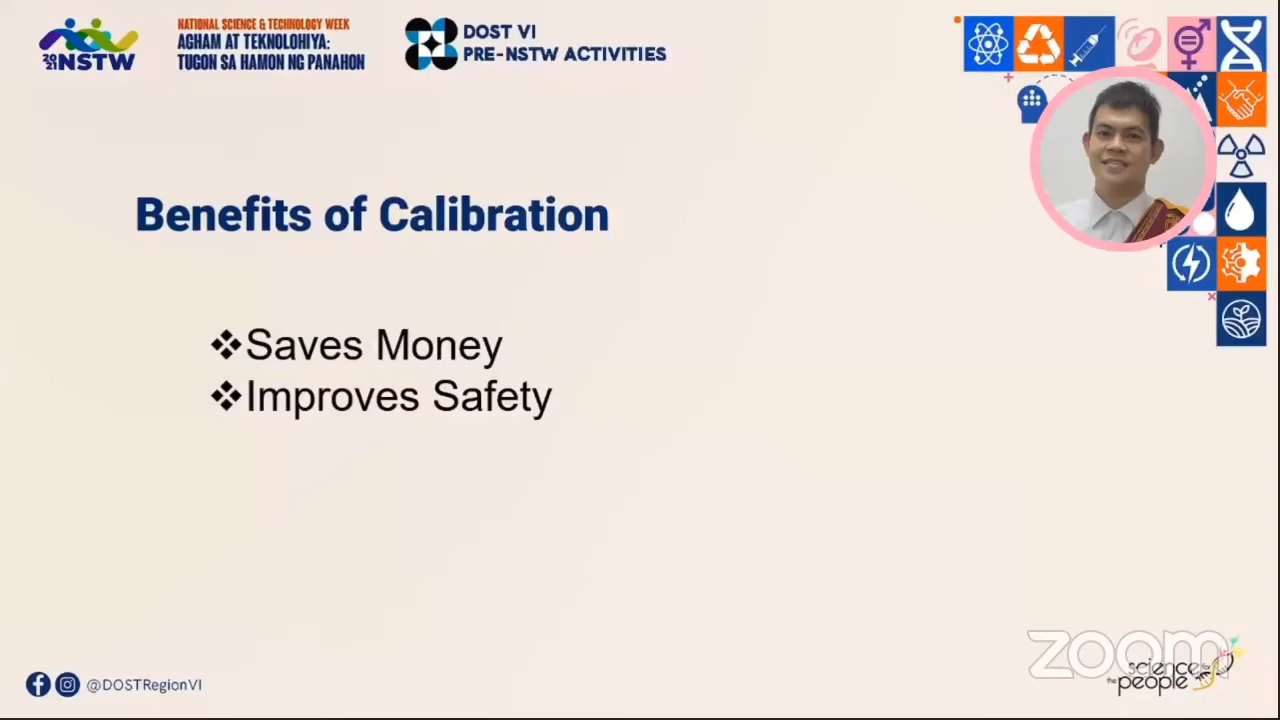 2021 NSTW
NATIONAL SCIENCE & TECHNOLOGY WEEK
AGHAM AT TEKNOLOHIYA:
TUGON SA HAMON NG PANAHON
DOST VI
PRE-NSTW ACTIVITIES
Benefits of Calibration
❖Saves Money
❖Improves Safety
@DOSTRegionVI
zoom
science for
the people